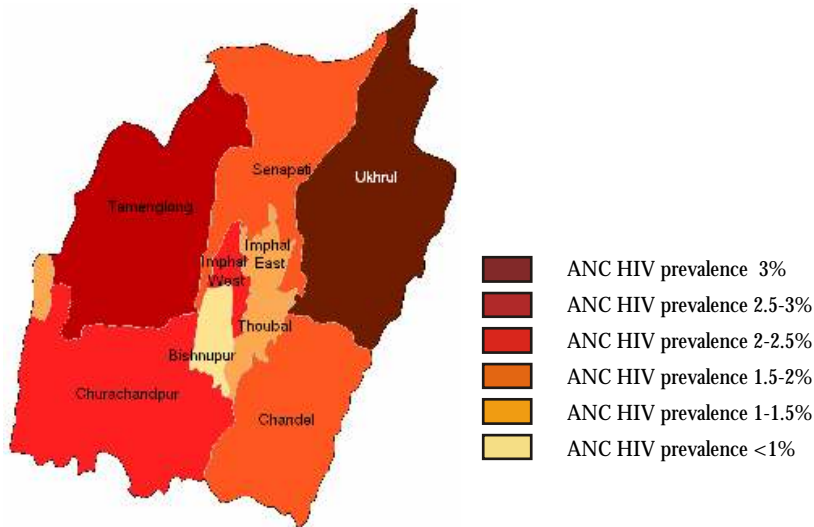 Senapati
Ukhrul
Tamenglong
Imphal
East
Imphal
West
Thoubal
Bishnupur
Churachandpur
Chandel
ANC HIV prevalence 3%
ANC HIV prevalence 2.5-3%
ANC HIV prevalence 2-2.5%
ANC HIV prevalence 1.5-2%
ANC HIV prevalence 1-1.5%
ANC HIV prevalence <1%